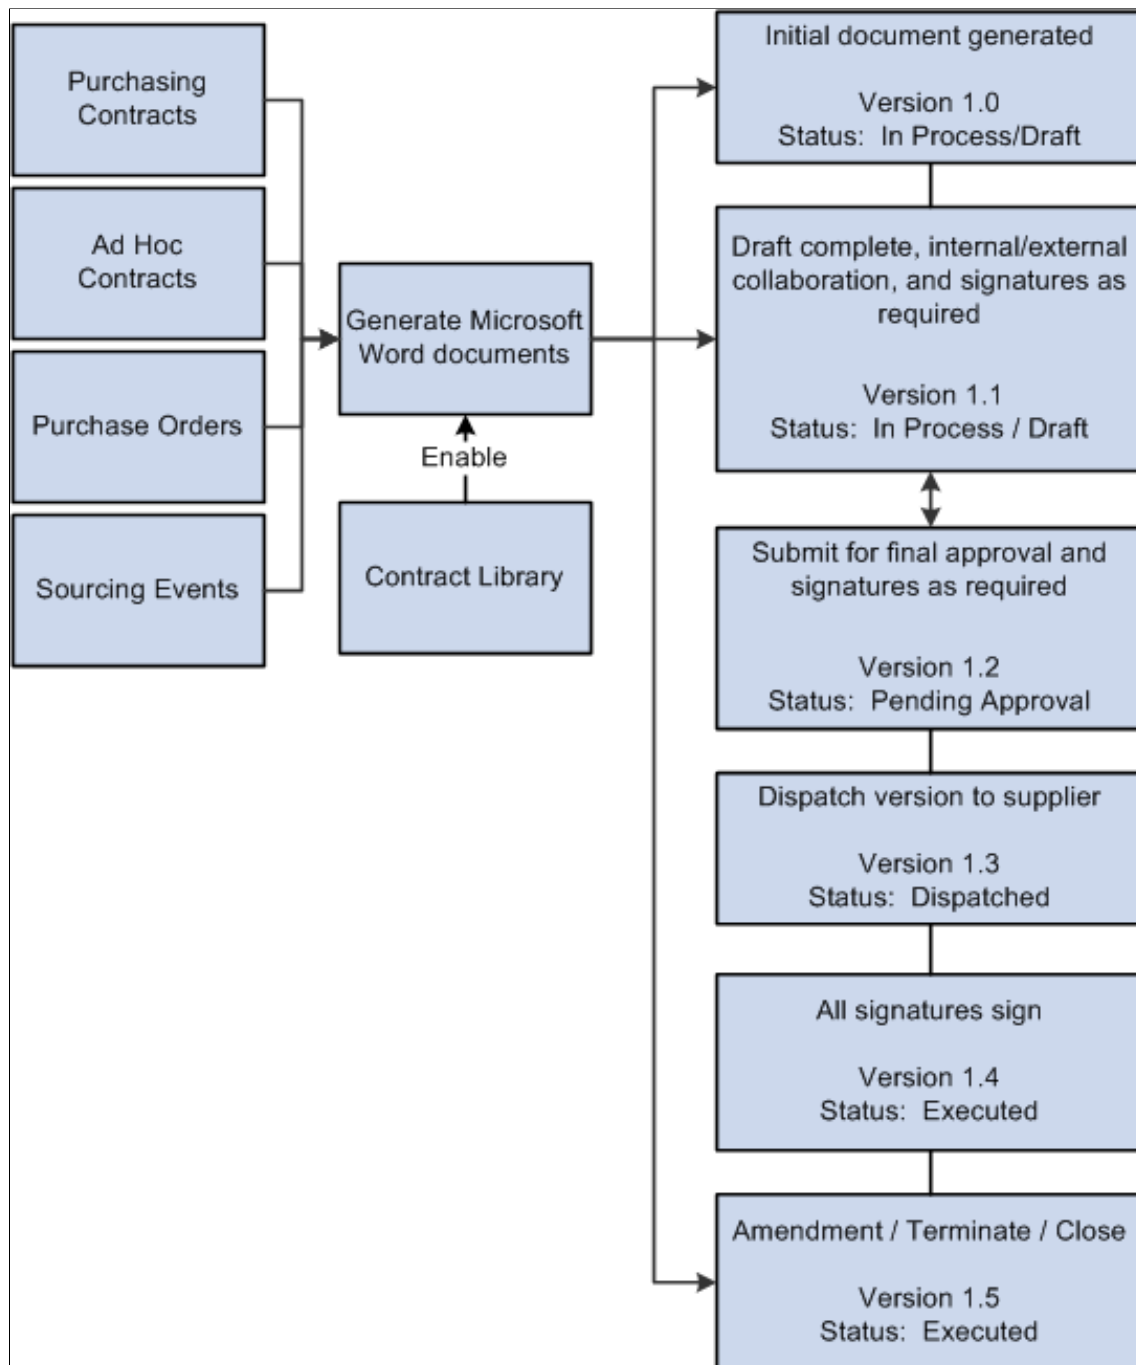 Purchasing
Contracts
Ad Hoc
Contracts
Purchase Orders
Sourcing Events
Generate Microsoft
Word documents
Enable
Contract Library
Initial document generated
Version 1.0
Status:  In Process/Draft
Draft complete, internal/external
collaboration, and signatures as
required
Version 1.1
Status:  In Process / Draft
Submit for final approval and
signatures as required
Version 1.2
Status:  Pending Approval
Dispatch version to supplier
Version 1.3
Status:  Dispatched
All signatures sign
Version 1.4
Status:  Executed
Amendment / Terminate / Close
Version 1.5
Status:  Executed